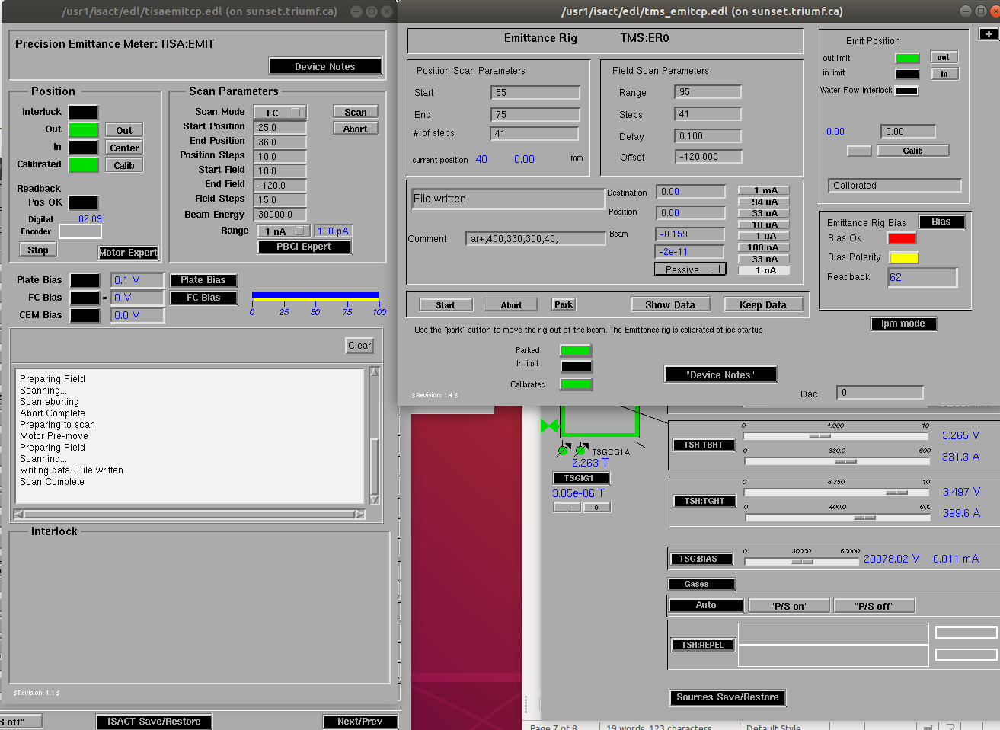 /usr1/isact/edl/tisaemitcp.edl (on sunset.triumf.ca)
Precision Emittance Meter: TISA:EMIT
Device Notes
Position
Interlock
Out
Out
In
Center
Calibrated
Calib
Readback
Pos OK
Digital
82.89
Encoder
Stop
Motor Expert
Scan Parameters
Scan Mode
FC
Scan
Start Position
25.0
Abort
End Position
36.0
Position Steps
10.0
Start Field
10.0
End Field
-120.0
Field Steps
15.0
Beam Energy
30000.0
Range
1 nA
100 pA
PBCI Expert
Plate Bias
0.1 V
Plate Bias
FC Bias
0 V
FC Bias
CEM Bias
0.0 V
0 25 50 75 100
Clear
Preparing Field
Scanning...
Scan aborting
Abort Complete
Preparing to scan
Motor Pre-move
Preparing Field
Scanning...
Writing data...File written
Scan Complete
Interlock
$Revision: 1.1 $
S off"
ISACT Save/Restore
Next/Prev
/usr1/isact/edl/tms_emitcp.edl (on sunset.triumf.ca)
Emittance Rig TMS:ER0
Position Scan Parameters
Start
55
End
75
# of steps
41
current position 40 0.00 mm
Field Scan Parameters
Range
95
Steps
41
Delay
0.100
Offset
-120.000
Emit Position
out limit
out
in limit
in
Water Flow Interlock
0.00
0.00
Calib
Calibrated
File written
Comment
ar+,400,330,300,40,
Destination
0.00
Position
0.00
Beam
-0.159
-2e-11
Passive
1 mA
94 uA
33 uA
10 uA
1 uA
100 nA
33 nA
1 nA
Emittance Rig Bias
Bias
Bias Ok
Bias Polarity
Readback
62
Start
Abort
Park
Show Data
Keep Data
Ipm mode
Use the "park" button to move the rig out of the beam. The Emittance rig is calibrated at ioc startup
Parked
In limit
Calibrated
"Device Notes"
$Revision: 1.4 $
Dac
0
TSGCG1A
2.263 T
TSGIG1
3.05e-06 T
I
0
TSH:TBHT
0 4.000 10
3.265 V
0 330.0 600
331.3 A
TSH:TGHT
0 6.750 10
3.497 V
0 400.0 600
399.6 A
TSG:BIAS
0 30000 60000
29978.02 V
0.011 mA
Gases
Auto
"P/S on"
"P/S off"
TSH:REPEL
Sources Save/Restore
Page 7 of 8
19 words, 123 characters
Default Style